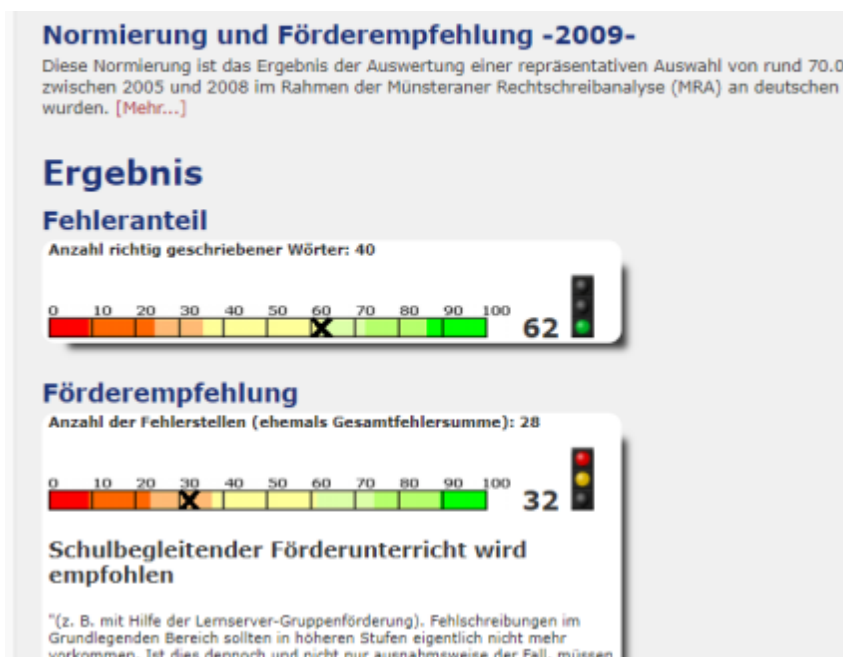 Normierung und Förderempfehlung -2009-
Diese Normierung ist das Ergebnis der Auswertung einer repräsentativen Auswahl von rund 70.0
zwischen 2005 und 2008 im Rahmen der Münsteraner Rechtschreibanalyse (MRA) an deutschen
wurden. [Mehr...]
Ergebnis
Fehleranteil
Anzahl richtig geschriebener Wörter: 40
0 10 20 30 40 50 60 70 80 90 100
62
Förderempfehlung
Anzahl der Fehlerstellen (ehemals Gesamtfehlersumme): 28
0 10 20 30 40 50 60 70 80 90 100
32
Schulbegleitender Förderunterricht wird
empfohlen
"(z. B. mit Hilfe der Lernserver-Gruppenförderung). Fehlschreibungen im
Grundlegenden Bereich sollten in höheren Stufen eigentlich nicht mehr
vorkommen. Ist dies dennoch und nicht nur ausnahmsweise der Fall, müssen